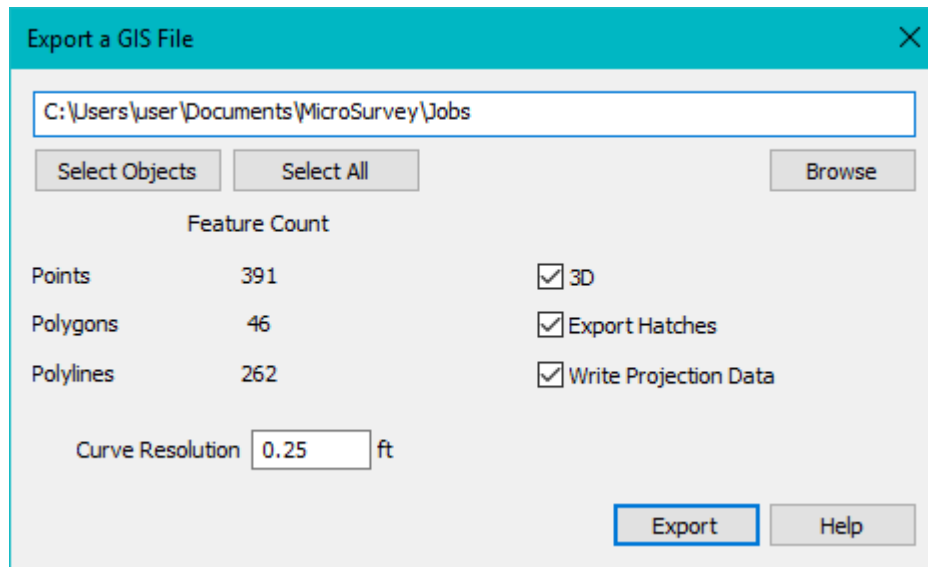 Export a GIS File
C:\Users\user\Documents\MicroSurvey\Jobs
Select Objects Select All Browse
Feature Count
Points 391 3D
Polygons 46 Export Hatches
Polylines 262 Write Projection Data
Curve Resolution 0.25 ft
Export Help